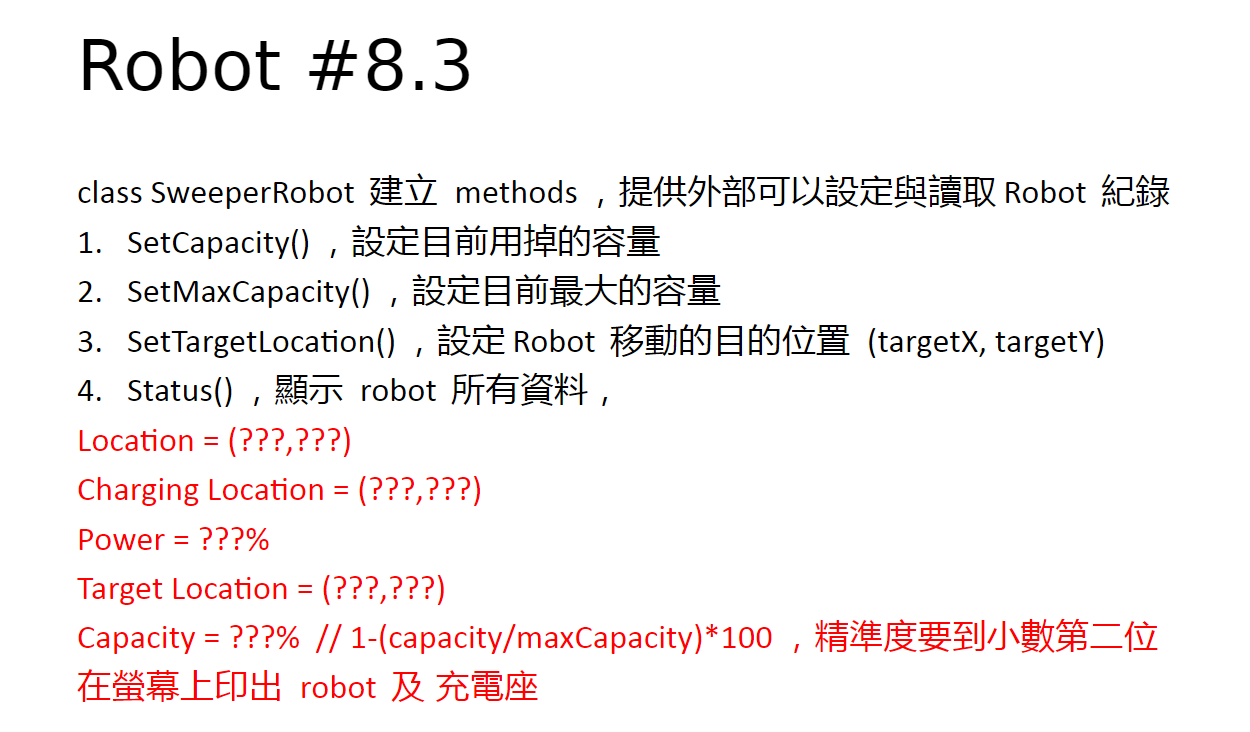 Robot #8.3
class SweeperRobot 建立 methods ，提供外部可以設定與讀取 Robot 紀錄
1. SetCapacity() ，設定目前用掉的容量
2. SetMaxCapacity() ，設定目前最大的容量
3. SetTargetLocation() ，設定 Robot 移動的目的位置 (targetX, targetY)
4. Status() ，顯示 robot 所有資料，
Location = (???,???)
Charging Location = (???,???)
Power = ???%
Target Location = (???,???)
Capacity = ???% // 1-(capacity/maxCapacity)*100 ，精準度要到小數第二位
在螢幕上印出 robot 及 充電座